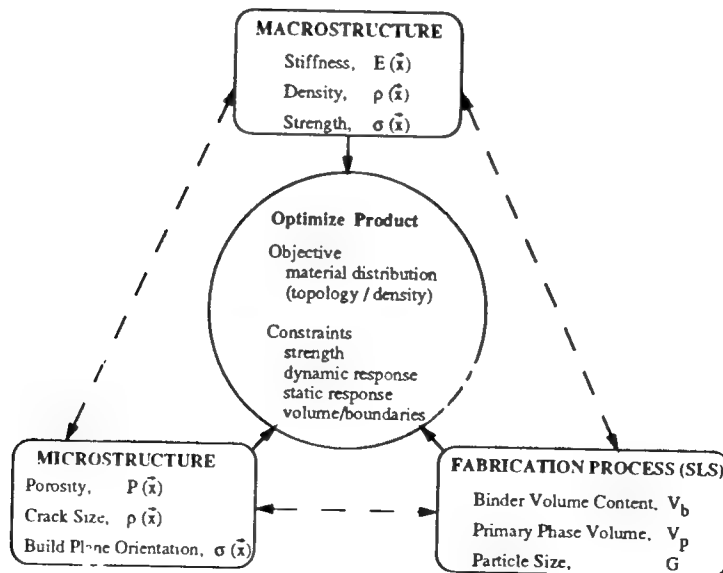 MACROSTRUCTURE
Stiffness, E (x⃗)
Density, ρ (x⃗)
Strength, σ (x⃗)
Optimize Product
Objective
material distribution
(topology / density)
Constraints
strength
dynamic response
static response
volume/boundaries
MICROSTRUCTURE
Porosity, P (x⃗)
Crack Size, ρ (x⃗)
Build Plane Orientation, σ (x⃗)
FABRICATION PROCESS (SLS)
Binder Volume Content, V_b
Primary Phase Volume, V_p
Particle Size, G